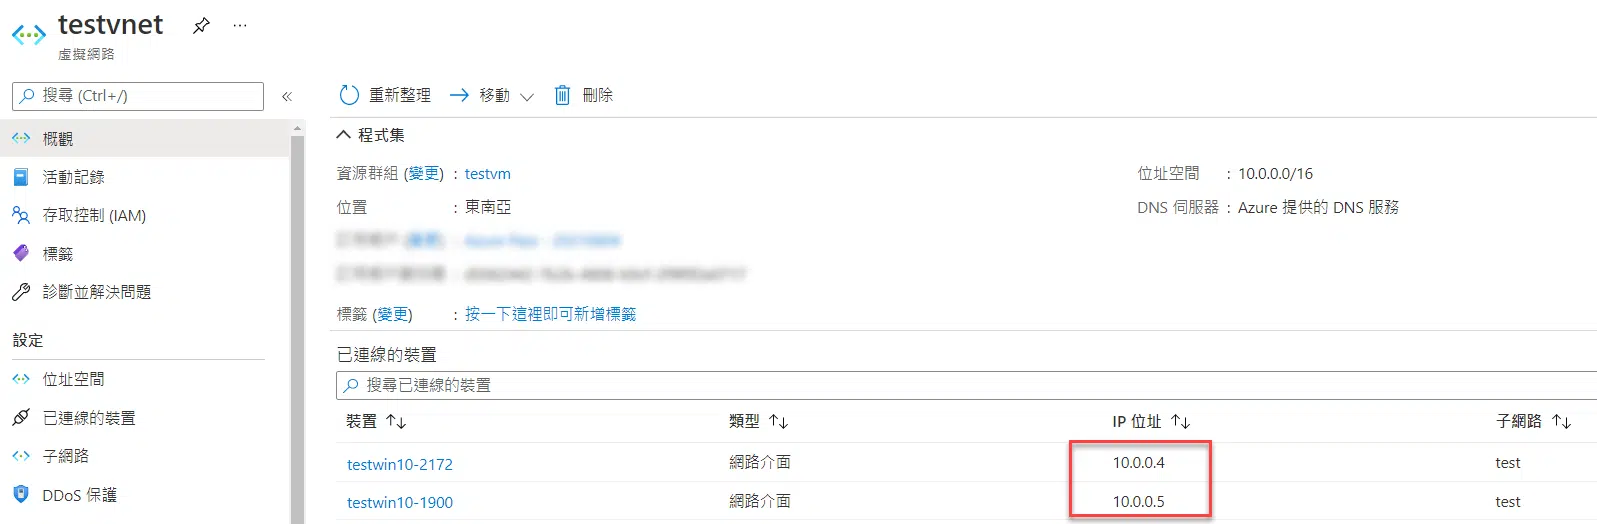 testvnet
虛擬網路
搜尋 (Ctrl+/)
概觀
活動記錄
存取控制 (IAM)
標籤
診斷並解決問題
設定
位址空間
已連線的裝置
子網路
DDoS 保護
重新整理 移動 刪除
程式集
資源群組 (變更) : testvm 位址空間 : 10.0.0.0/16
位置 : 東南亞 DNS 伺服器 : Azure 提供的 DNS 服務
標籤 (變更) : 按一下這裡即可新增標籤
已連線的裝置
搜尋已連線的裝置
裝置 類型 IP 位址 子網路
testwin10-2172 網路介面 10.0.0.4 test
testwin10-1900 網路介面 10.0.0.5 test